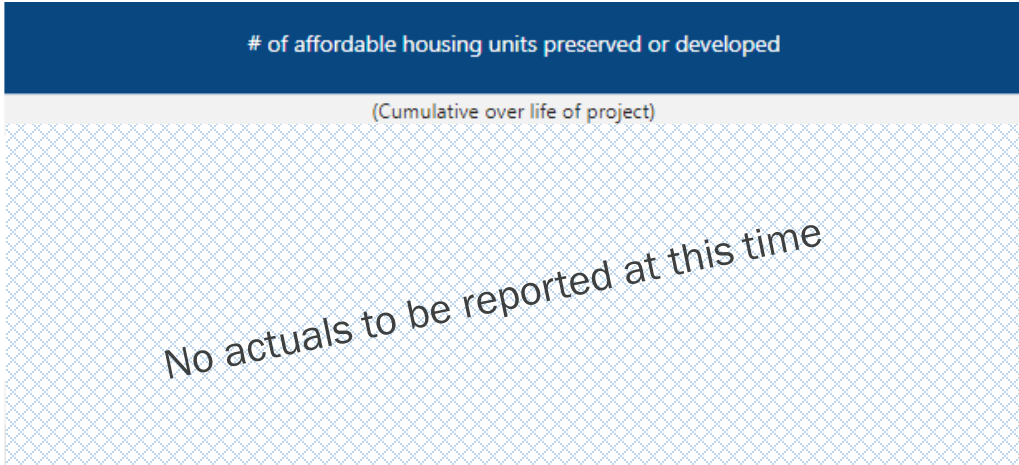 # of affordable housing units preserved or developed
(Cumulative over life of project)
No actuals to be reported at this time